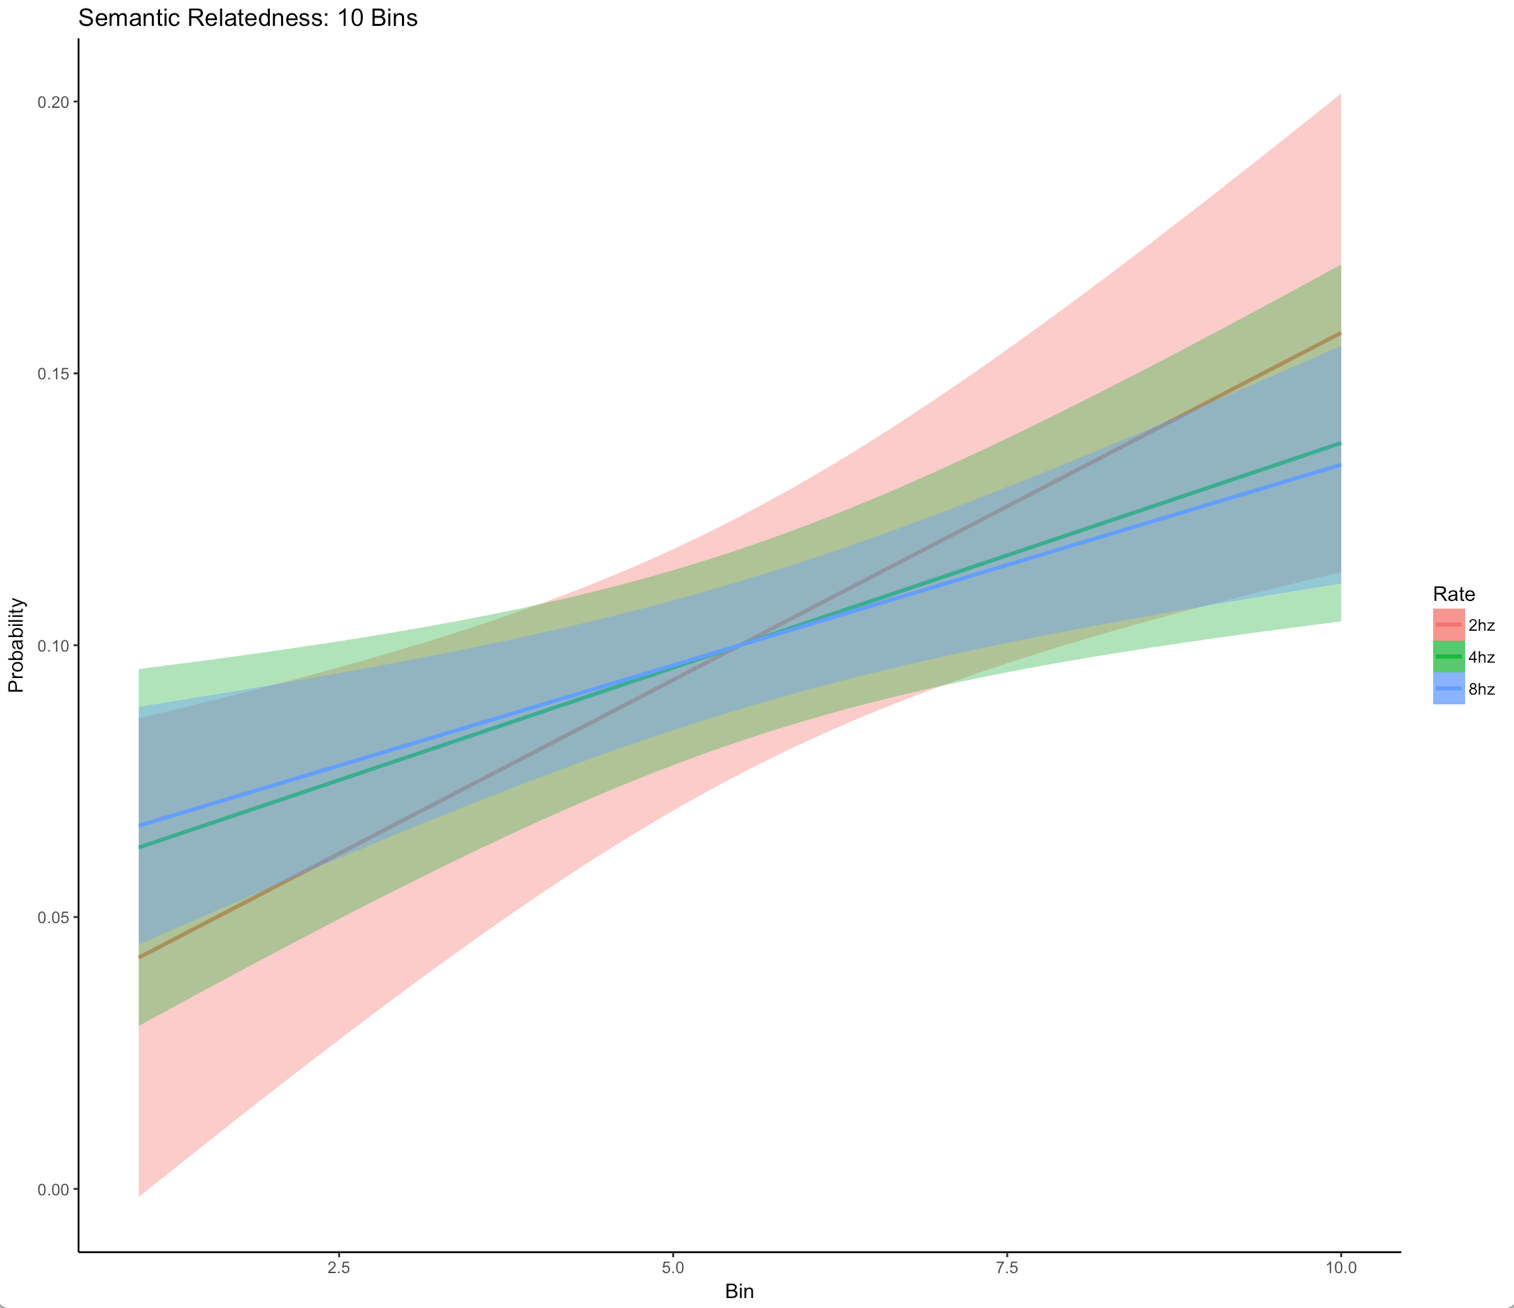 Semantic Relatedness: 10 Bins
0.20
0.15
0.10
0.05
0.00
Probability
2.5 5.0 7.5 10.0
Bin
Rate
2hz
4hz
8hz